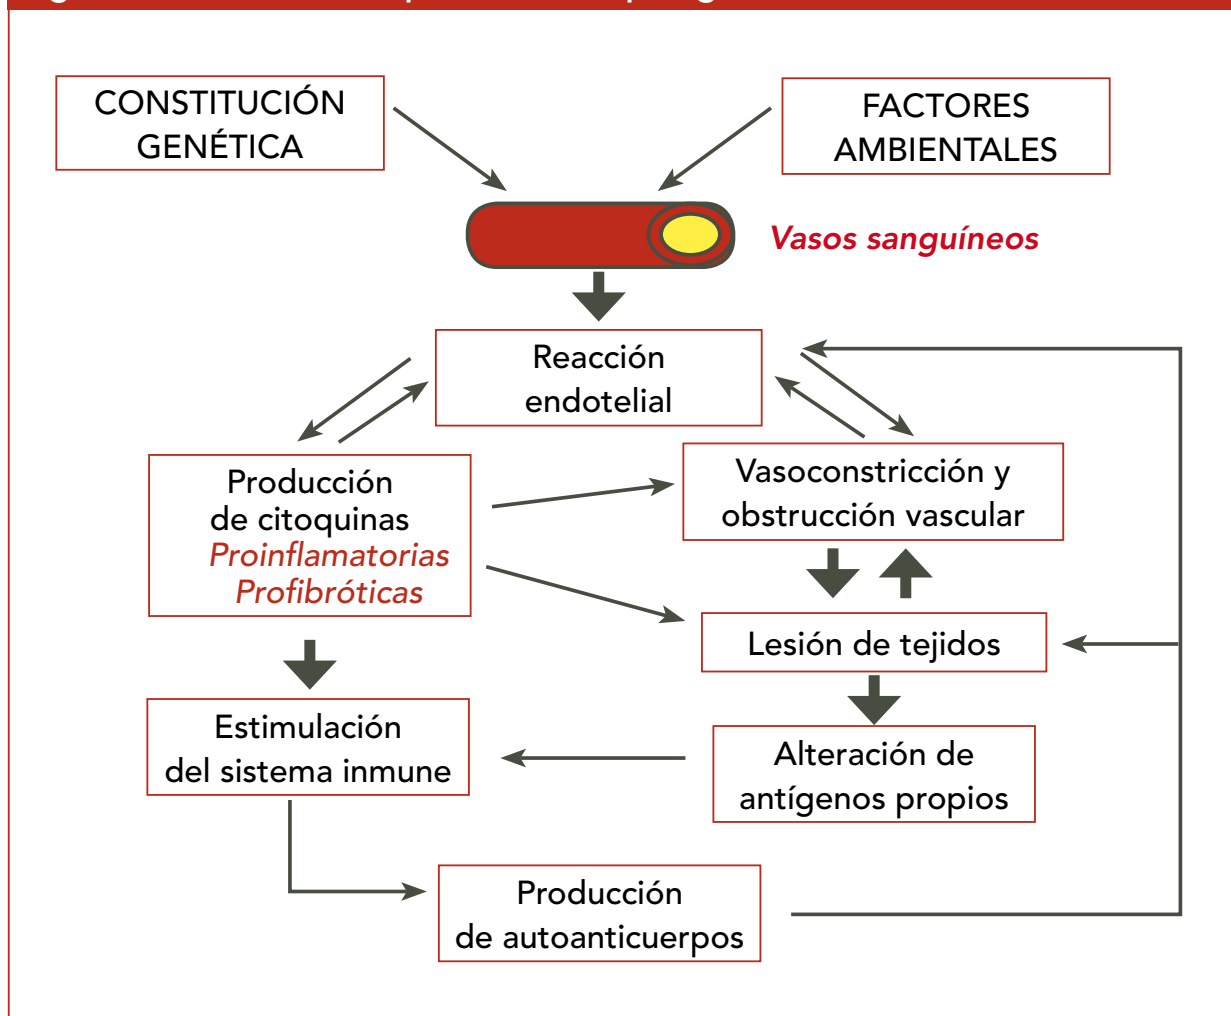 CONSTITUCIÓN
GENÉTICA
FACTORES
AMBIENTALES
Vasos sanguíneos
Reacción
endotelial
Producción
de citoquinas
Proinflamatorias
Profibróticas
Vasoconstricción y
obstrucción vascular
Lesión de tejidos
Estimulación
del sistema inmune
Alteración de
antígenos propios
Producción
de autoanticuerpos